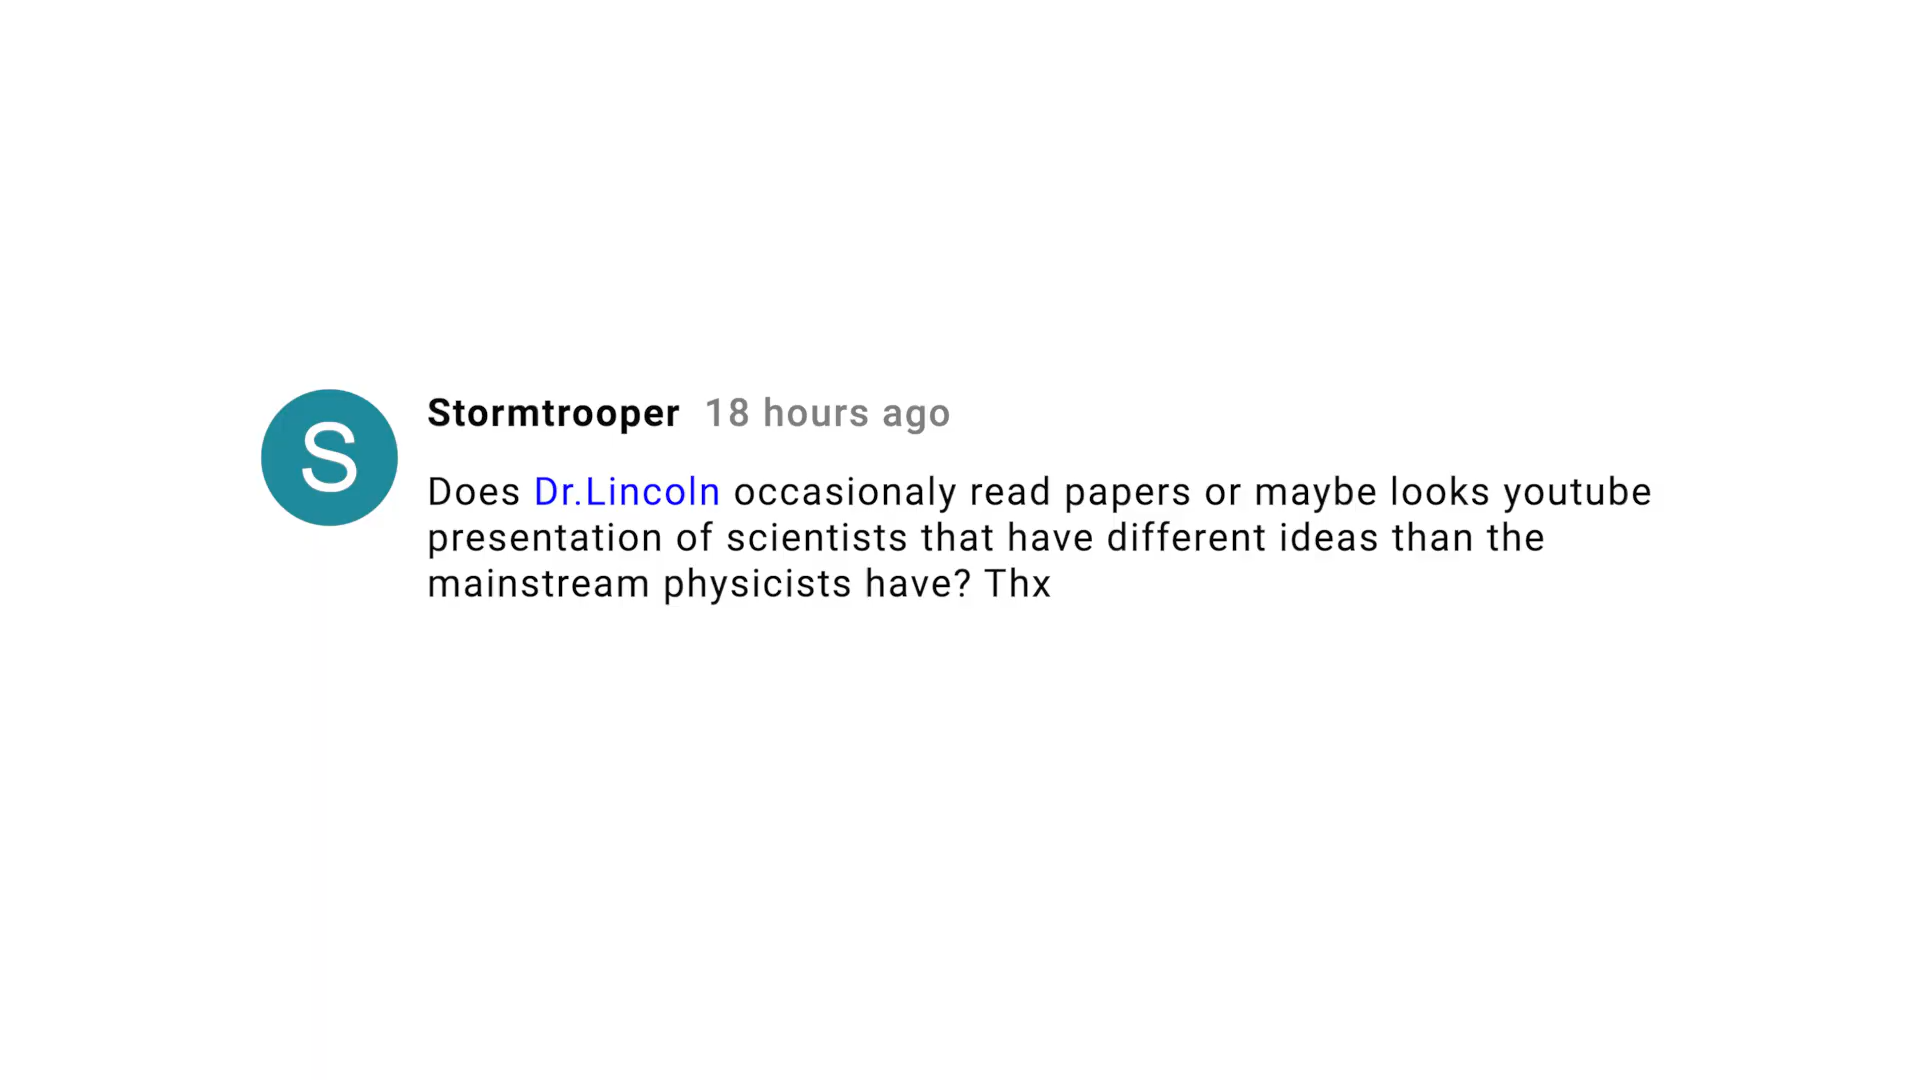 S
Stormtrooper 18 hours ago
Does Dr.Lincoln occasionaly read papers or maybe looks youtube
presentation of scientists that have different ideas than the
mainstream physicists have? Thx